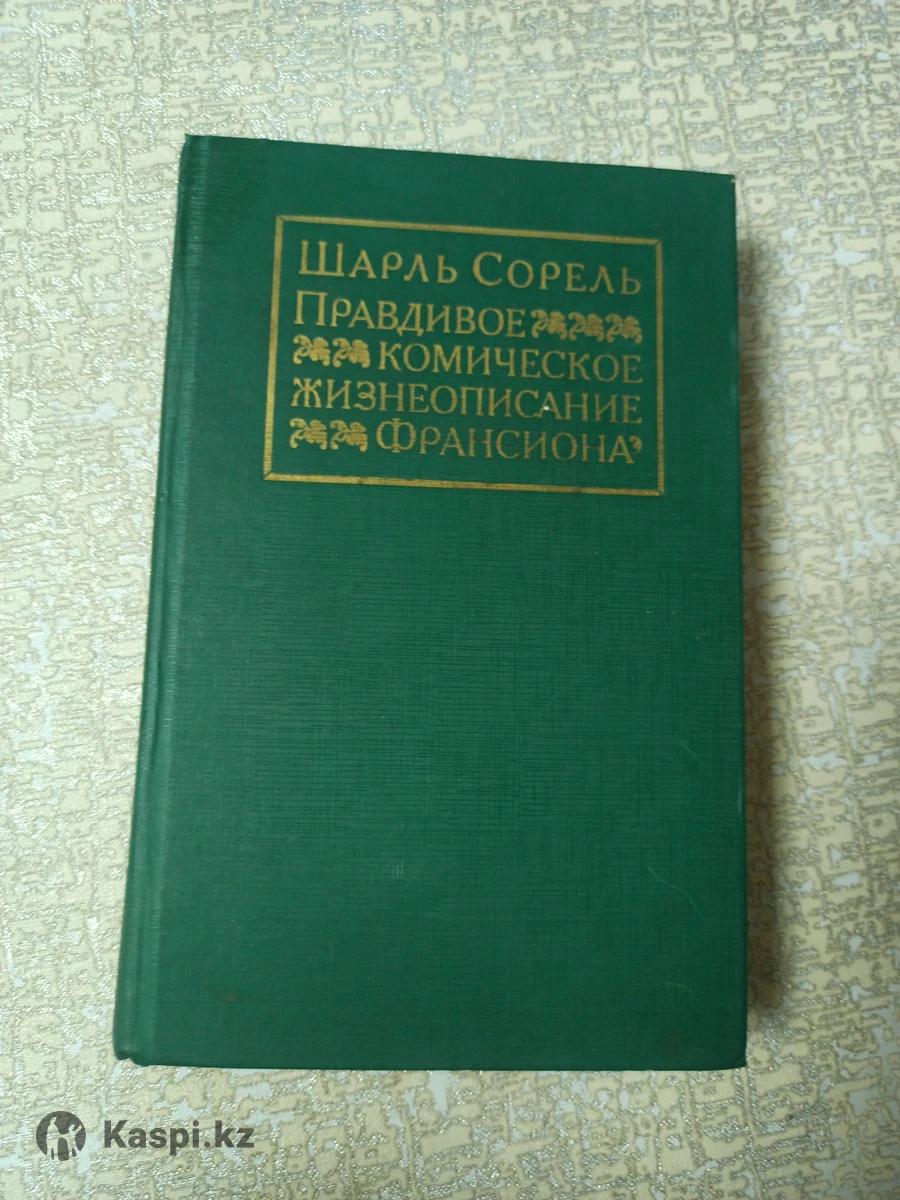 Шарль Сорель
Правдивое
комическое
жизнеописание
Франсиона
Kaspi.kz